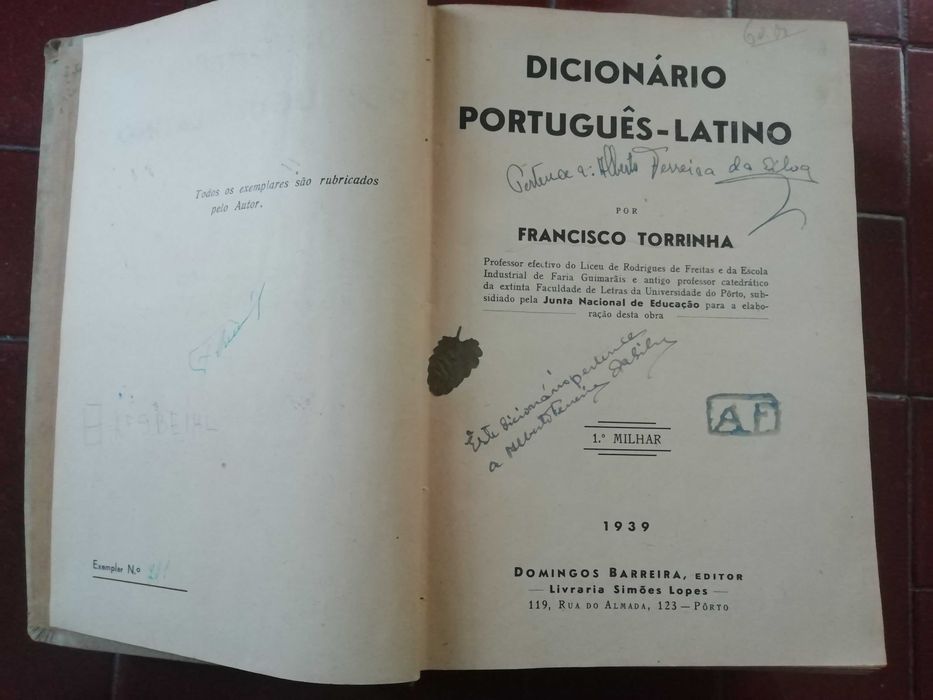 Todos os exemplares são rubricados
pelo Autor.
Exemplar N.o
DICIONÁRIO
PORTUGUÊS-LATINO
Pertence a: Alberto Ferreira da Silva
POR
FRANCISCO TORRINHA
Professor efectivo do Liceu de Rodrigues de Freitas e da Escola
Industrial de Faria Guimarãis e antigo professor catedrático
da extinta Faculdade de Letras da Universidade do Pôrto, sub-
sidiado pela Junta Nacional de Educação para a elabo-
ração desta obra
Este dicionário pertence
a Alberto Ferreira da Silva
1.º MILHAR
AF
1939
DOMINGOS BARREIRA, EDITOR
Livraria Simões Lopes
119, RUA DO ALMADA, 123 — PÔRTO